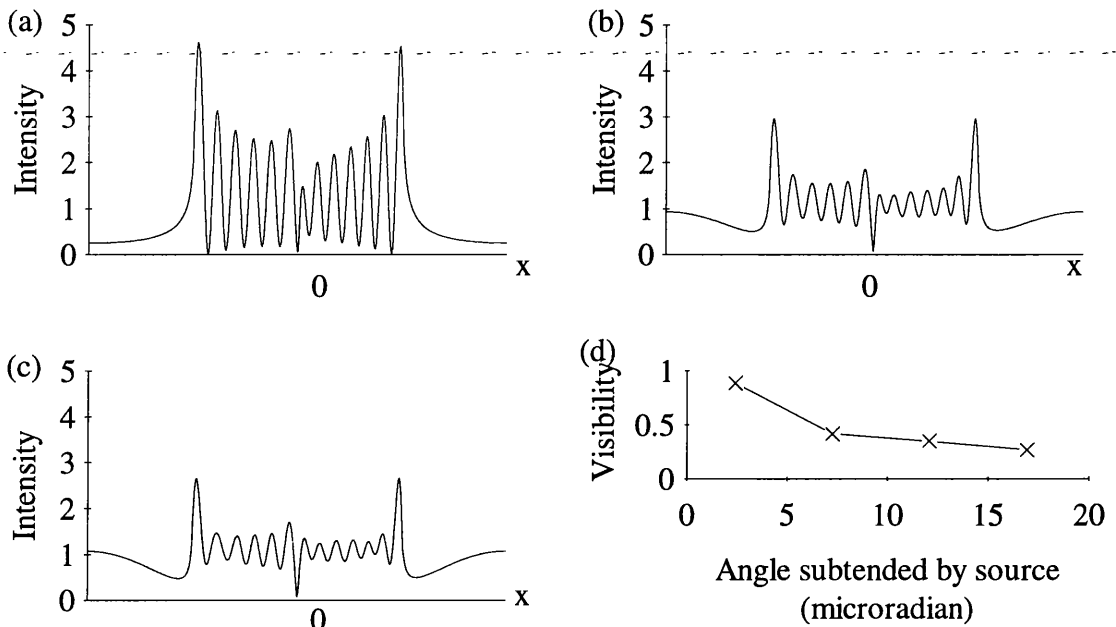 (a)
5
4
3
2
1
0
Intensity
0
x
(b)
5
4
3
2
1
0
Intensity
0
x
(c)
5
4
3
2
1
0
Intensity
0
x
(d)
1
0.5
0
Visibility
0 5 10 15 20
Angle subtended by source
(microradian)